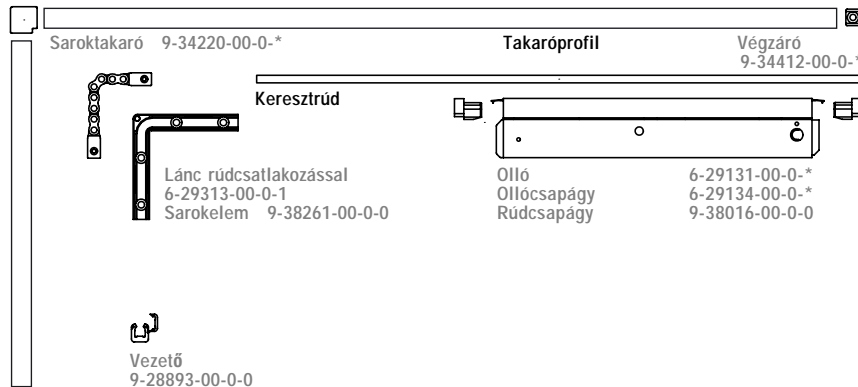 Saroktakaró 9-34220-00-0-*
Takaróprofil
Végzáró
9-34412-00-0-*
Keresztrúd
Lánc rúdcsatlakozással
6-29313-00-0-1
Sarokelem 9-38261-00-0-0
Olló 6-29131-00-0-*
Ollócsapágy 6-29134-00-0-*
Rúdcsapágy 9-38016-00-0-0
Vezető
9-28893-00-0-0